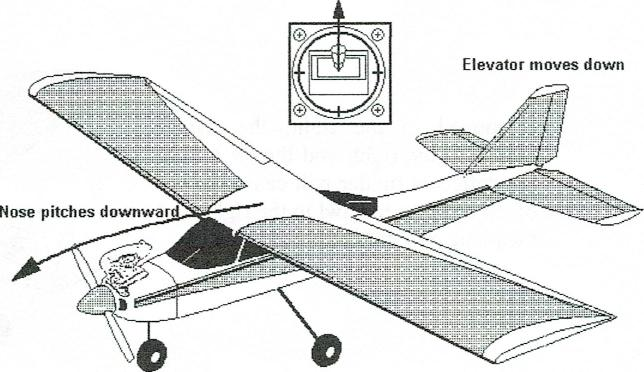 Elevator moves down
Nose pitches downward